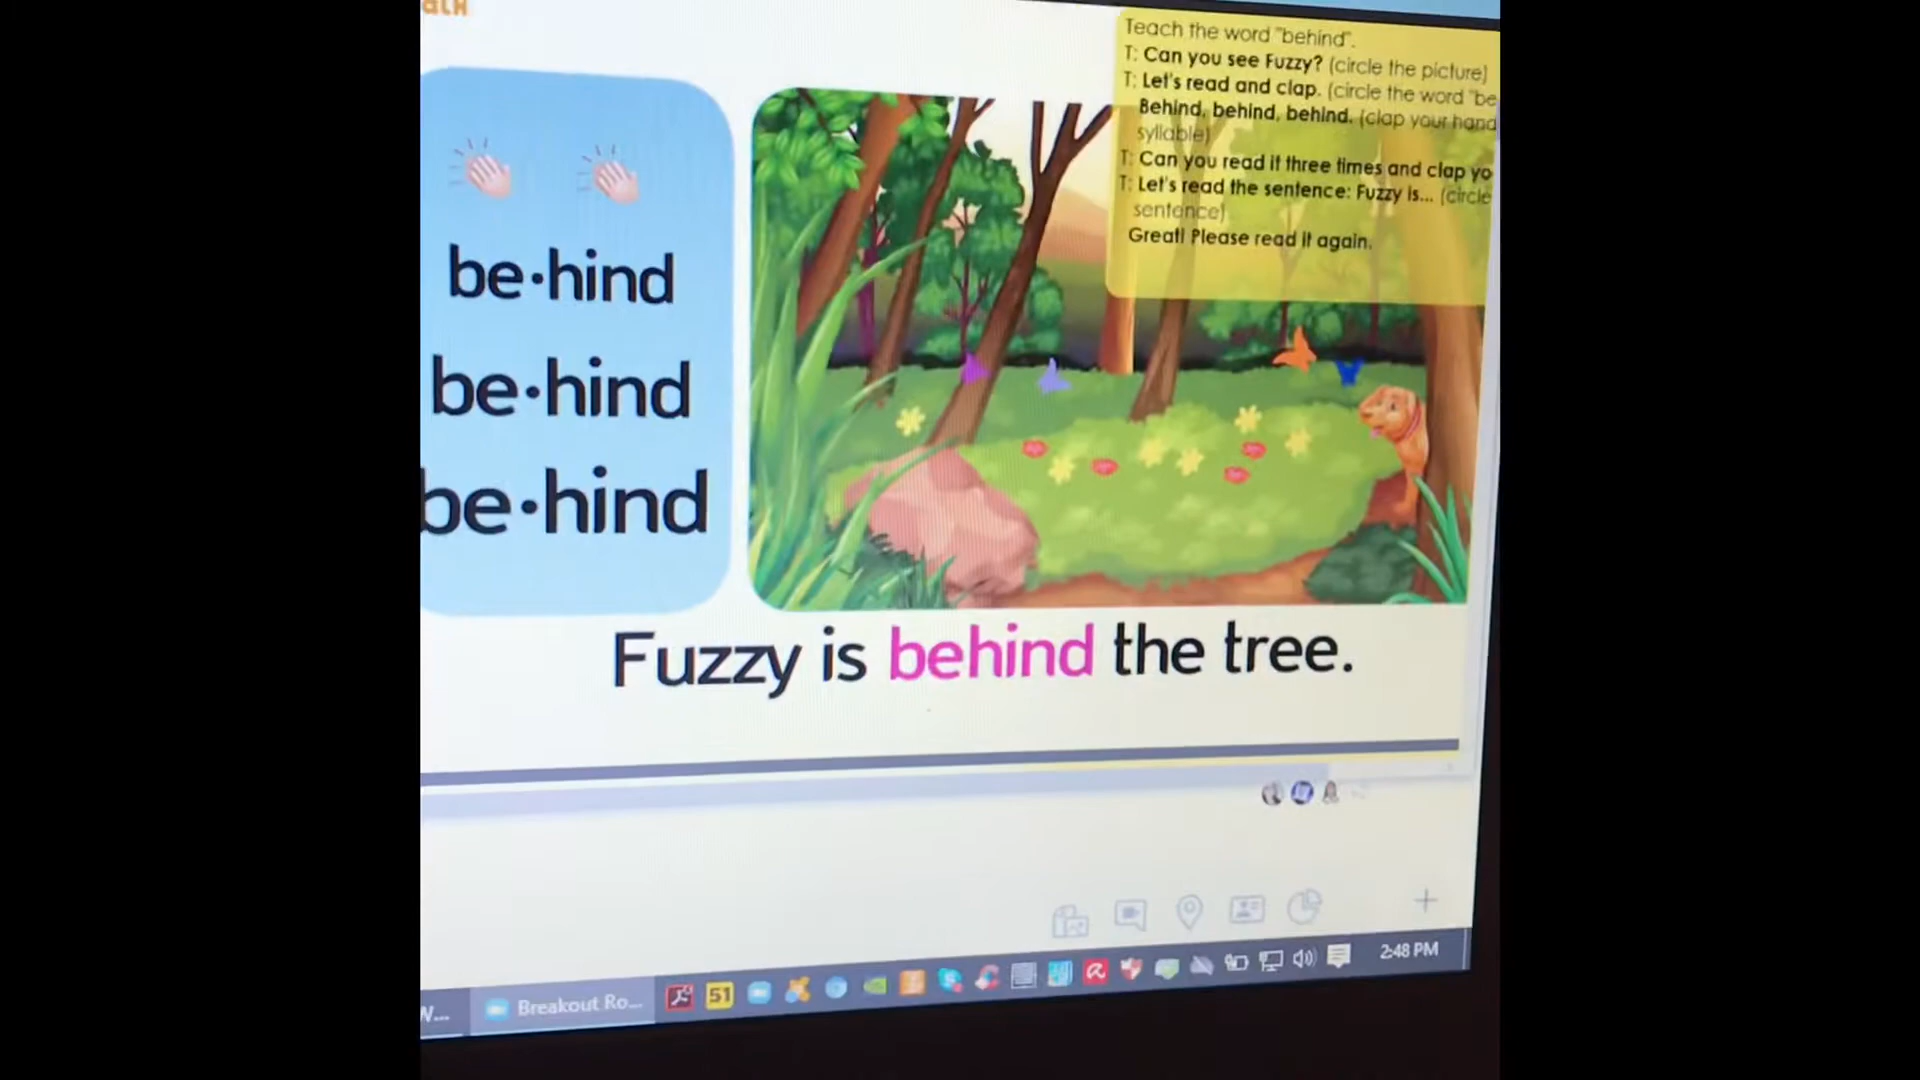 Teach the word "behind".
T: Can you see Fuzzy? (circle the picture)
T: Let's read and clap. (circle the word "be
Behind, behind, behind. (clap your hand
syllable)
T: Can you read it three times and clap yo
T: Let's read the sentence: Fuzzy is... (circle
sentence)
Great! Please read it again.
be·hind
be·hind
be·hind
Fuzzy is behind the tree.
W...
Breakout Ro...
51
2:48 PM